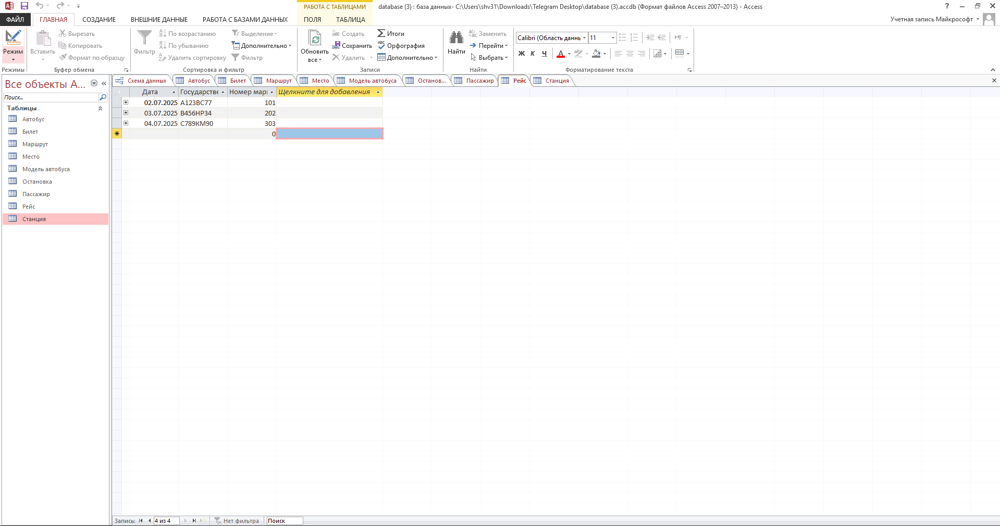 РАБОТА С ТАБЛИЦАМИ
database (3) : база данных- C:\Users\shv31\Downloads\Telegram Desktop\database (3).accdb (Формат файлов Access 2007–2013) - Access
ФАЙЛ ГЛАВНАЯ СОЗДАНИЕ ВНЕШНИЕ ДАННЫЕ РАБОТА С БАЗАМИ ДАННЫХ ПОЛЯ ТАБЛИЦА
Учетная запись Майкрософт
Режим
Режимы
Вставить
Вырезать
Копировать
Формат по образцу
Буфер обмена
Фильтр
По возрастанию
По убыванию
Удалить сортировку
Выделение
Дополнительно
Фильтр
Сортировка и фильтр
Обновить
все
Создать
Сохранить
Удалить
Итоги
Орфография
Дополнительно
Записи
Найти
Заменить
Перейти
Выбрать
Найти
Calibri (Область даннь
11
Ж К Ч
Форматирование текста
Все объекты A...
Поиск...
Таблицы
Автобус
Билет
Маршрут
Место
Модель автобуса
Остановка
Пассажир
Рейс
Станция
Схема данных Автобус Билет Маршрут Место Модель автобуса Останов... Пассажир Рейс Станция
Дата Государстве Номер мари Щелкните для добавления
02.07.2025 А123ВС77 101
03.07.2025 В456НР34 202
04.07.2025 С789КМ90 303
0
Запись: 4 из 4 Нет фильтра Поиск